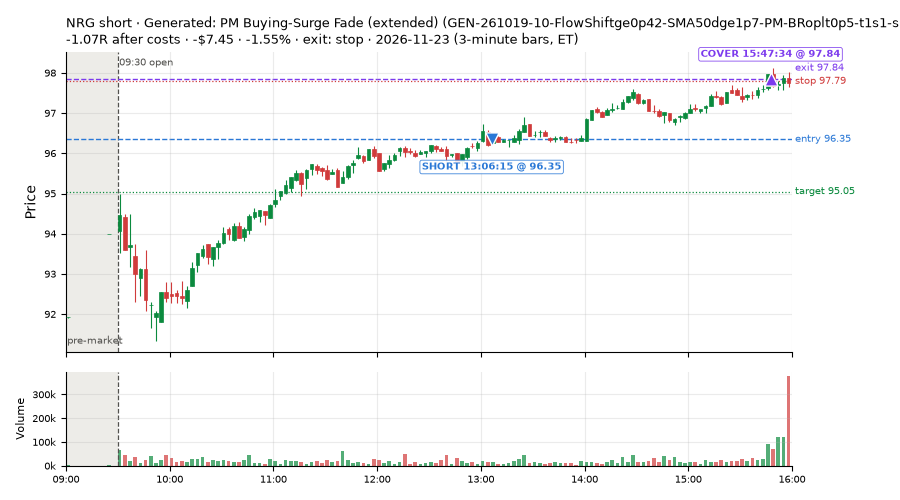 NRG short · Generated: PM Buying-Surge Fade (extended) (GEN-261019-10-FlowShiftge0p42-SMA50dge1p7-PM-BRoplt0p5-t1s1-s
-1.07R after costs · -$7.45 · -1.55% · exit: stop · 2026-11-23 (3-minute bars, ET)
COVER 15:47:34 @ 97.84
09:30 open
exit 97.84
98
stop 97.79
97
entry 96.35
96
SHORT 13:06:15 @ 96.35
95
target 95.05
Price
94
93
92
pre-market
Volume
300k
200k
100k
0k
09:00
10:00
11:00
12:00
13:00
14:00
15:00
16:00